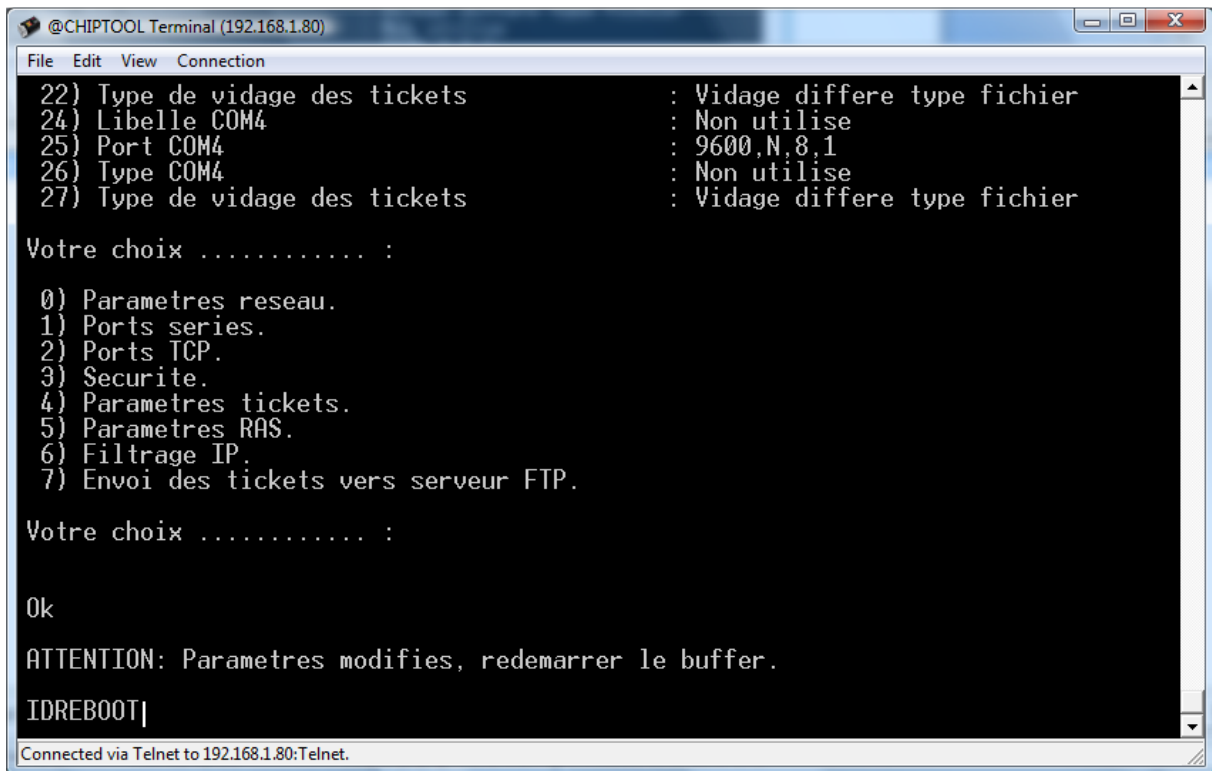 @CHIPTOOL Terminal (192.168.1.80)
File Edit View Connection
22) Type de vidage des tickets : Vidage differe type fichier
24) Libelle COM4 : Non utilise
25) Port COM4 : 9600,N,8,1
26) Type COM4 : Non utilise
27) Type de vidage des tickets : Vidage differe type fichier
Votre choix ............ :
0) Parametres reseau.
1) Ports series.
2) Ports TCP.
3) Securite.
4) Parametres tickets.
5) Parametres RAS.
6) Filtrage IP.
7) Envoi des tickets vers serveur FTP.
Votre choix ............ :
Ok
ATTENTION: Parametres modifies, redemarrer le buffer.
IDREBOOT
Connected via Telnet to 192.168.1.80:Telnet.